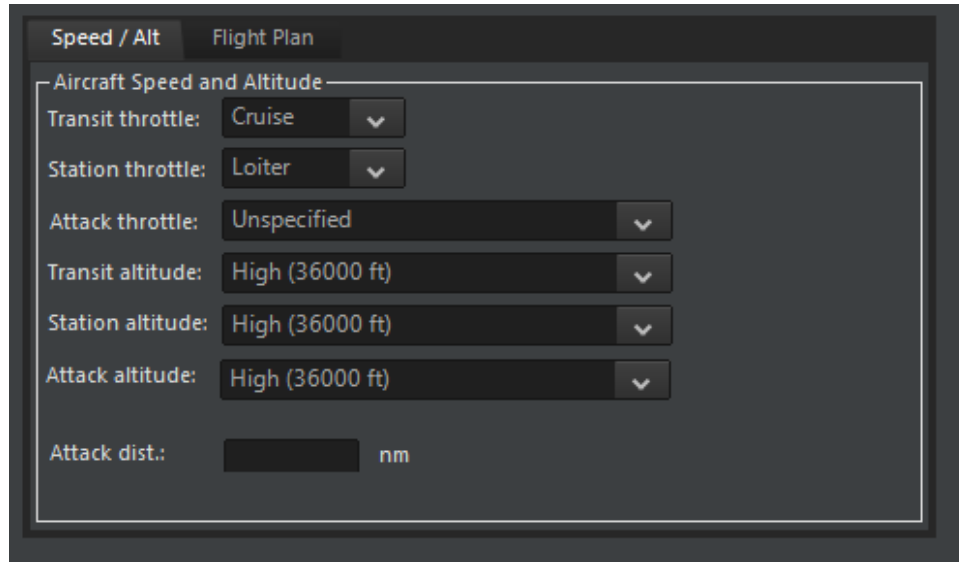 Speed / Alt Flight Plan
Aircraft Speed and Altitude
Transit throttle: Cruise
Station throttle: Loiter
Attack throttle: Unspecified
Transit altitude: High (36000 ft)
Station altitude: High (36000 ft)
Attack altitude: High (36000 ft)
Attack dist.: nm